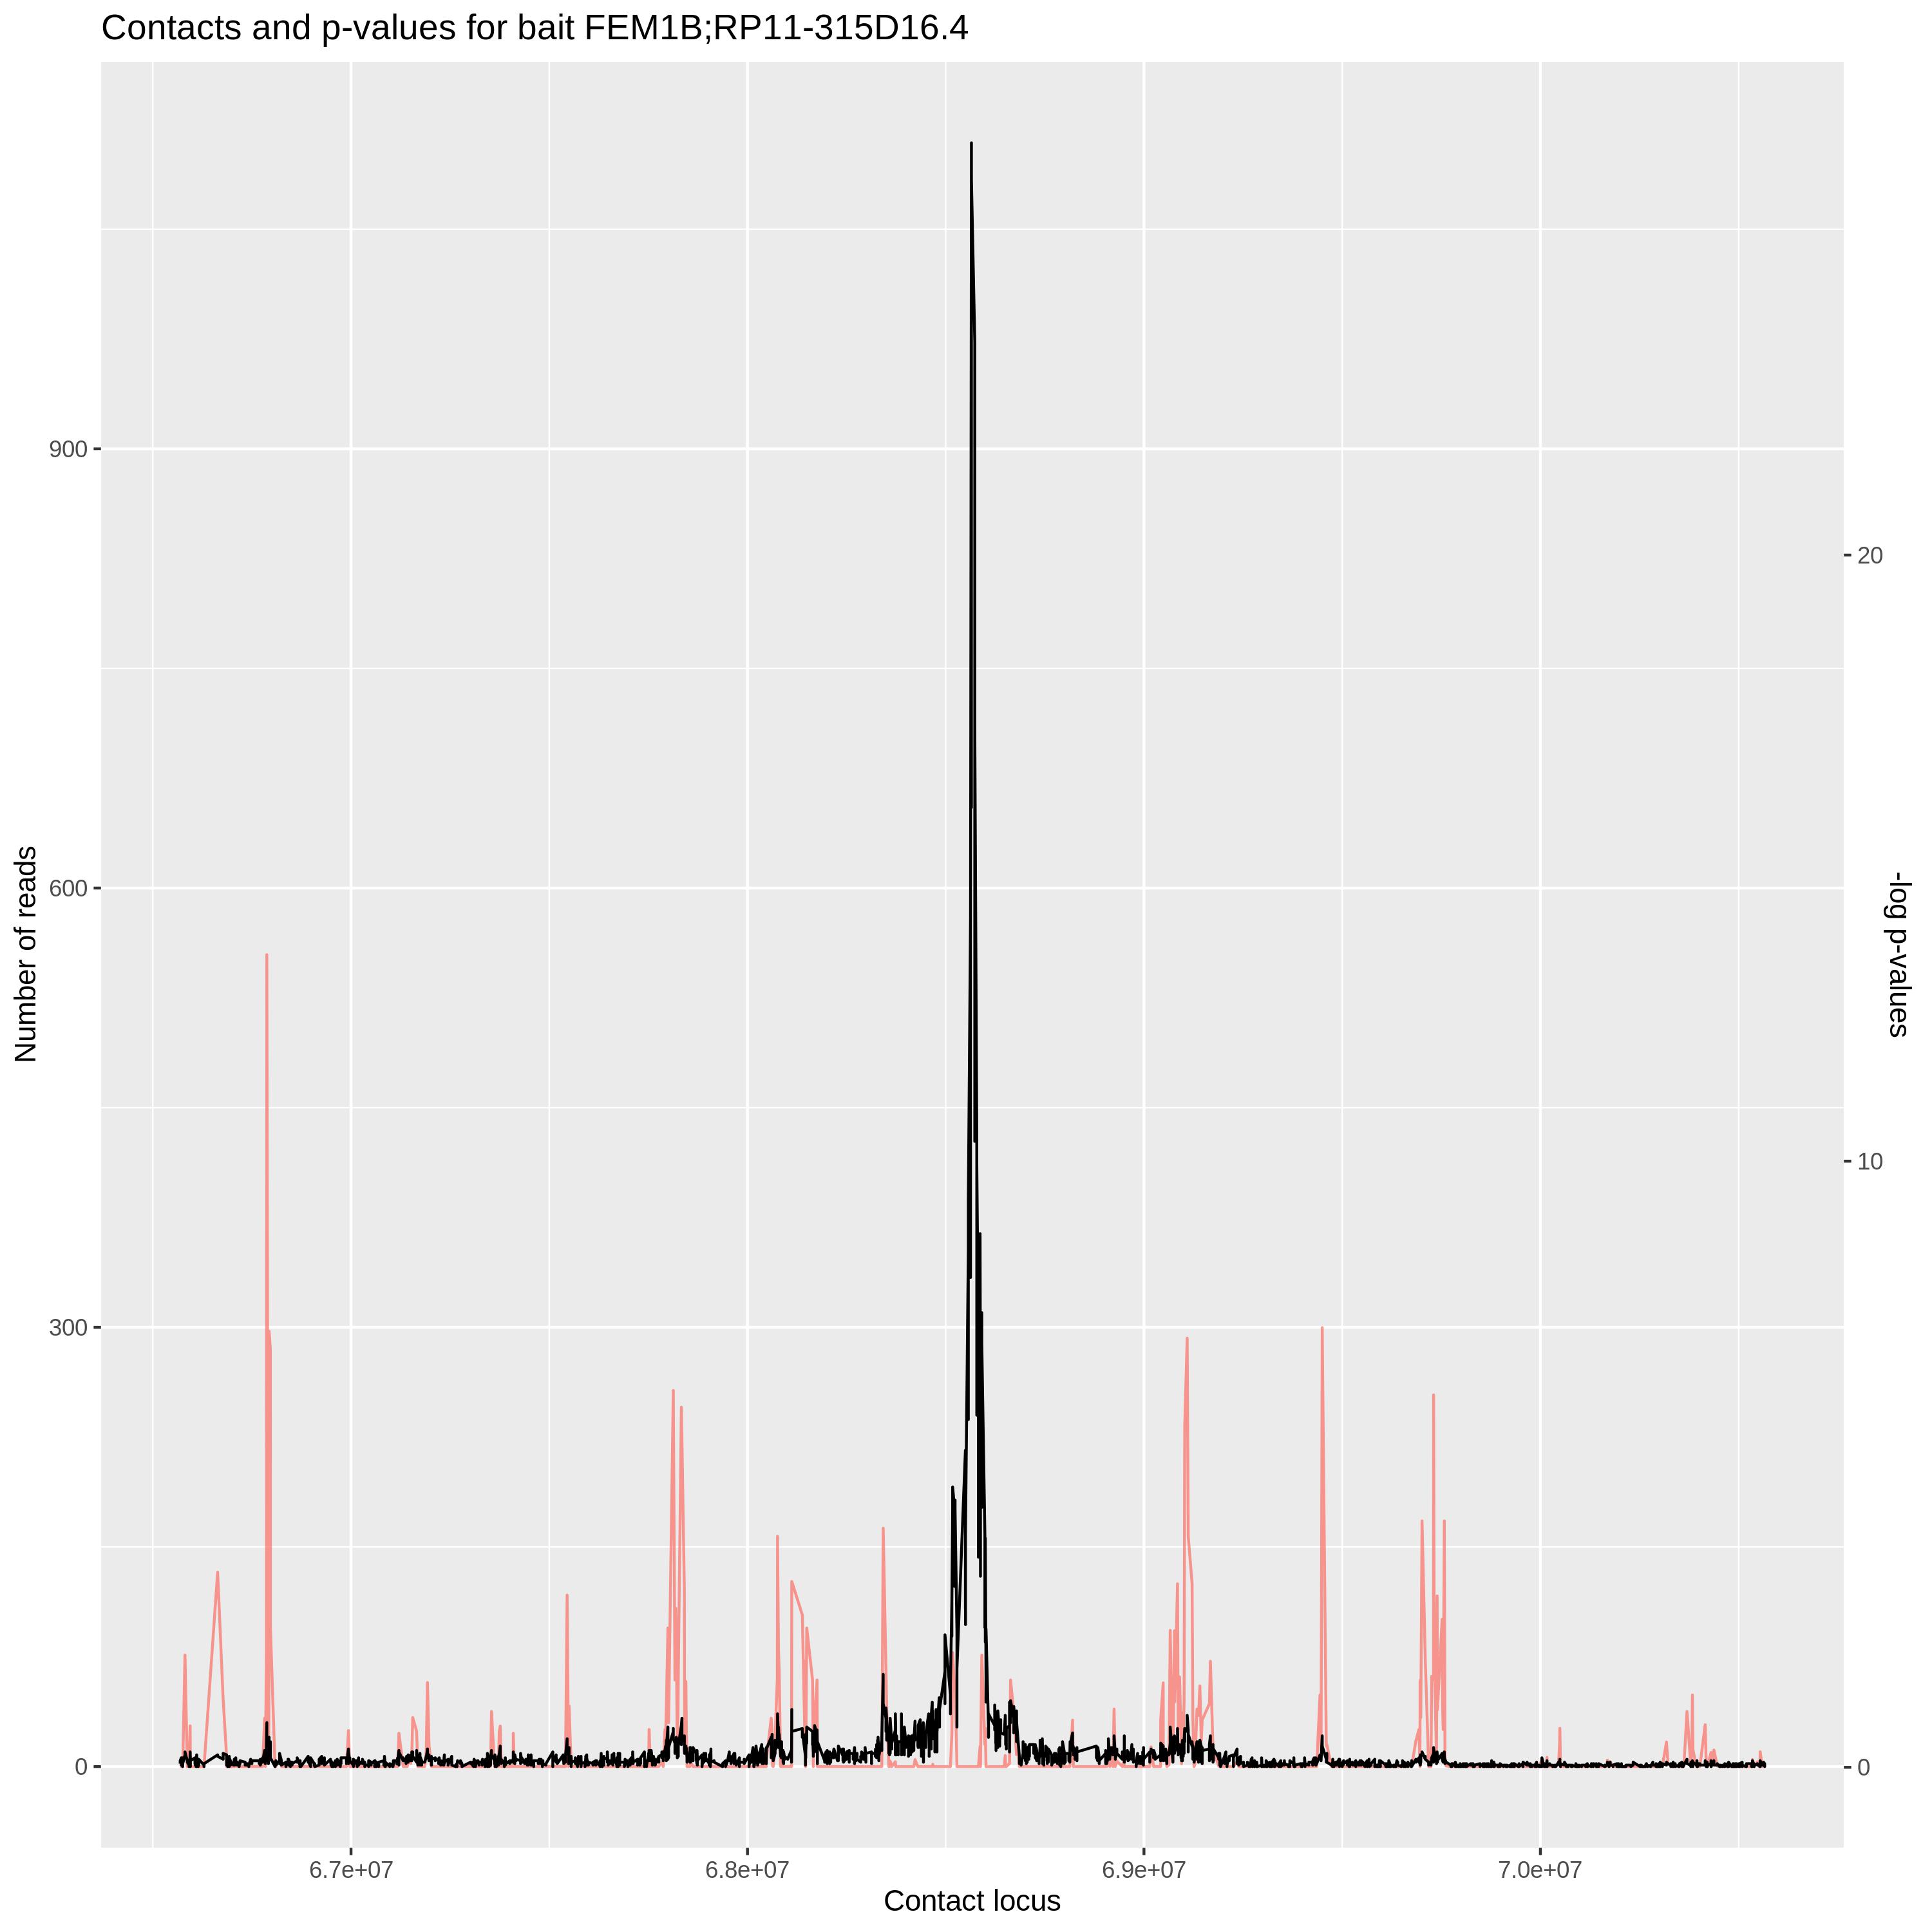 Contacts and p-values for bait FEM1B;RP11-315D16.4
900
600
300
0
Number of reads
20
10
0
-log p-values
6.7e+07
6.8e+07
6.9e+07
7.0e+07
Contact locus